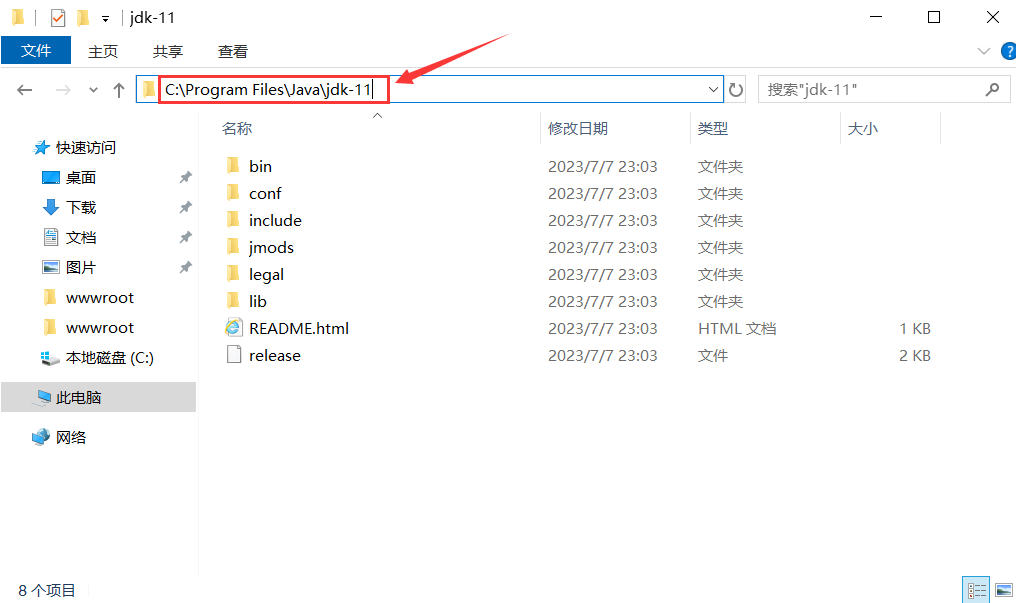 jdk-11
文件 主页 共享 查看
C:\Program Files\Java\jdk-11 搜索"jdk-11"
名称 修改日期 类型 大小
快速访问
桌面
下载
文档
图片
wwwroot
wwwroot
本地磁盘 (C:)
此电脑
网络
bin 2023/7/7 23:03 文件夹
conf 2023/7/7 23:03 文件夹
include 2023/7/7 23:03 文件夹
jmods 2023/7/7 23:03 文件夹
legal 2023/7/7 23:03 文件夹
lib 2023/7/7 23:03 文件夹
README.html 2023/7/7 23:03 HTML 文档 1 KB
release 2023/7/7 23:03 文件 2 KB
8 个项目